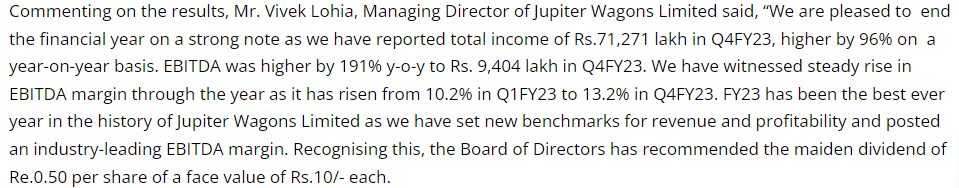 Commenting on the results, Mr. Vivek Lohia, Managing Director of Jupiter Wagons Limited said, “We are pleased to end
the financial year on a strong note as we have reported total income of Rs.71,271 lakh in Q4FY23, higher by 96% on a
year-on-year basis. EBITDA was higher by 191% y-o-y to Rs. 9,404 lakh in Q4FY23. We have witnessed steady rise in
EBITDA margin through the year as it has risen from 10.2% in Q1FY23 to 13.2% in Q4FY23. FY23 has been the best ever
year in the history of Jupiter Wagons Limited as we have set new benchmarks for revenue and profitability and posted
an industry-leading EBITDA margin. Recognising this, the Board of Directors has recommended the maiden dividend of
Re.0.50 per share of a face value of Rs.10/- each.